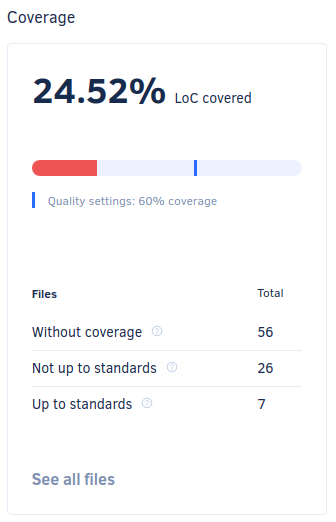 Coverage
24.52% LoC covered
Quality settings: 60% coverage
Files Total
Without coverage ? 56
Not up to standards ? 26
Up to standards ? 7
See all files